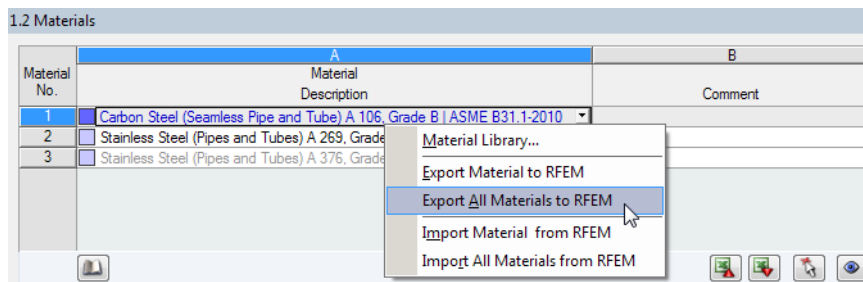 1.2 Materials
A
B
Material
No.
Material
Description
Comment
1
Carbon Steel (Seamless Pipe and Tube) A 106, Grade B | ASME B31.1-2010
2
Stainless Steel (Pipes and Tubes) A 269, Grade
3
Stainless Steel (Pipes and Tubes) A 376, Grade
Material Library...
Export Material to RFEM
Export All Materials to RFEM
Import Material from RFEM
Import All Materials from RFEM